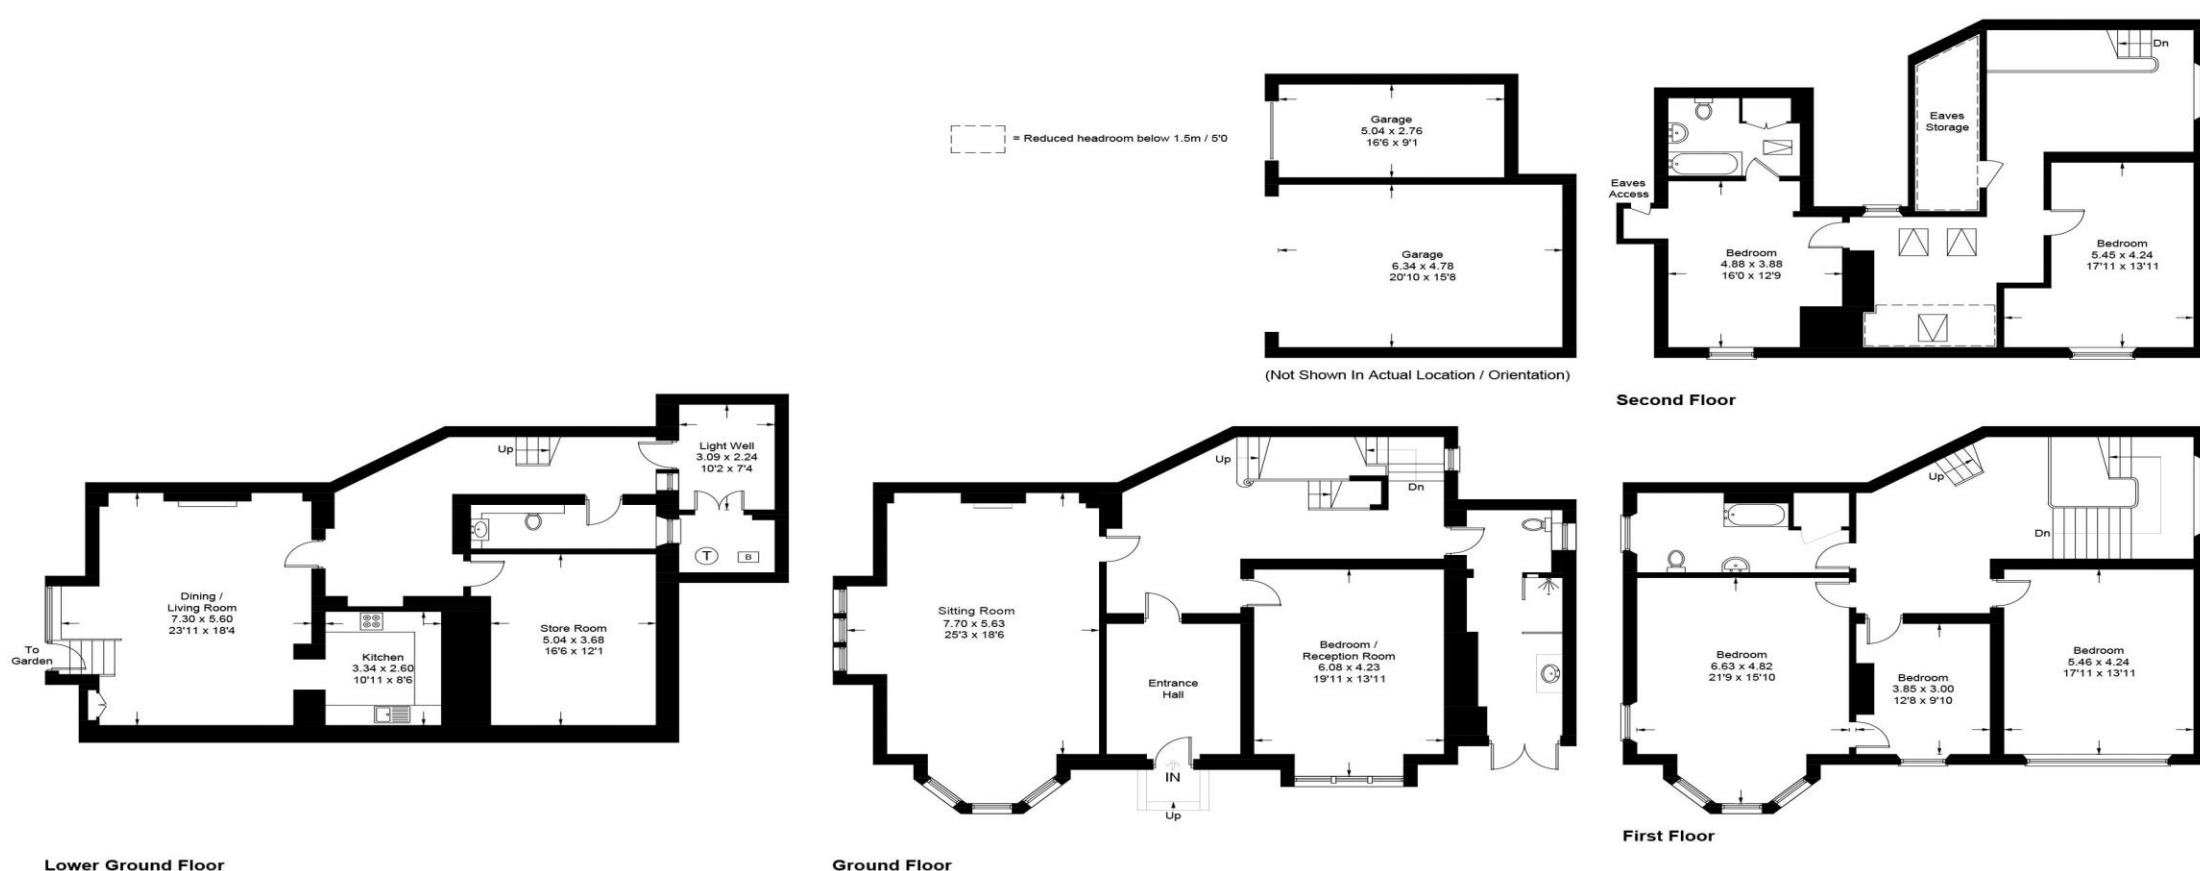 = Reduced headroom below 1.5m / 5'0
Garage
5.04 x 2.76
16'6 x 9'1
Garage
6.34 x 4.78
20'10 x 15'8
(Not Shown In Actual Location / Orientation)
Dn
Eaves
Storage
Eaves
Access
Bedroom
4.88 x 3.88
16'0 x 12'9
Bedroom
5.45 x 4.24
17'11 x 13'11
Second Floor
Up
Light Well
3.09 x 2.24
10'2 x 7'4
T
B
Dining /
Living Room
7.30 x 5.60
23'11 x 18'4
Store Room
5.04 x 3.68
16'6 x 12'1
To
Garden
Kitchen
3.34 x 2.60
10'11 x 8'6
Lower Ground Floor
Up
Dn
Sitting Room
7.70 x 5.63
25'3 x 18'6
Bedroom /
Reception Room
6.08 x 4.23
19'11 x 13'11
Entrance
Hall
IN
Up
Ground Floor
Up
Dn
Bedroom
6.63 x 4.82
21'9 x 15'10
Bedroom
3.85 x 3.00
12'8 x 9'10
Bedroom
5.46 x 4.24
17'11 x 13'11
First Floor